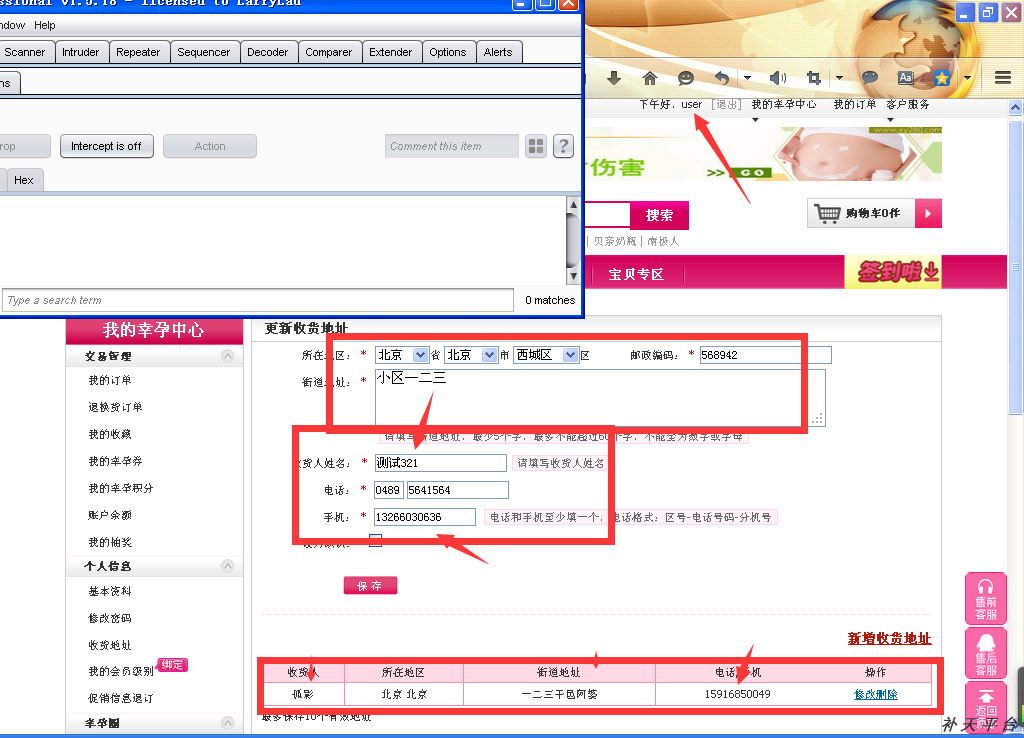 essional v1.5.18 - licensed to LarryLau
ndow Help
Scanner Intruder Repeater Sequencer Decoder Comparer Extender Options Alerts
ns
rop Intercept is off Action Comment this item ?
Hex
Type a search term 0 matches
下午好，user [退出] 我的幸孕中心 我的订单 客户服务
www.xy280.com
伤害
>> GO
搜索
购物车0件
贝亲奶瓶 | 南极人
宝贝专区
签到啦
我的幸孕中心
交易管理
我的订单
退换货订单
我的收藏
我的幸孕券
我的幸孕积分
账户余额
我的抽奖
个人信息
基本资料
修改密码
收货地址
我的会员级别 绑定
促销信息退订
幸孕圈
更新收货地址
所在地区： * 北京 省 北京 市 西城区 区 邮政编码： * 568942
街道地址： * 小区一二三
请填写街道地址，最少5个字，最多不能超过60个字，不能全为数字或字母
收货人姓名： * 测试321 请填写收货人姓名
电话： * 0489 5641564
手机： * 13266030636 电话和手机至少填一个，电话格式：区号-电话号码-分机号
保存
新增收货地址
收货人 所在地区 街道地址 电话/手机 操作
北京 北京 一二三千邑阿婆 15916850049 修改删除
最多保存10个有效地址
售前
客服
售后
客服
返回
补天平台